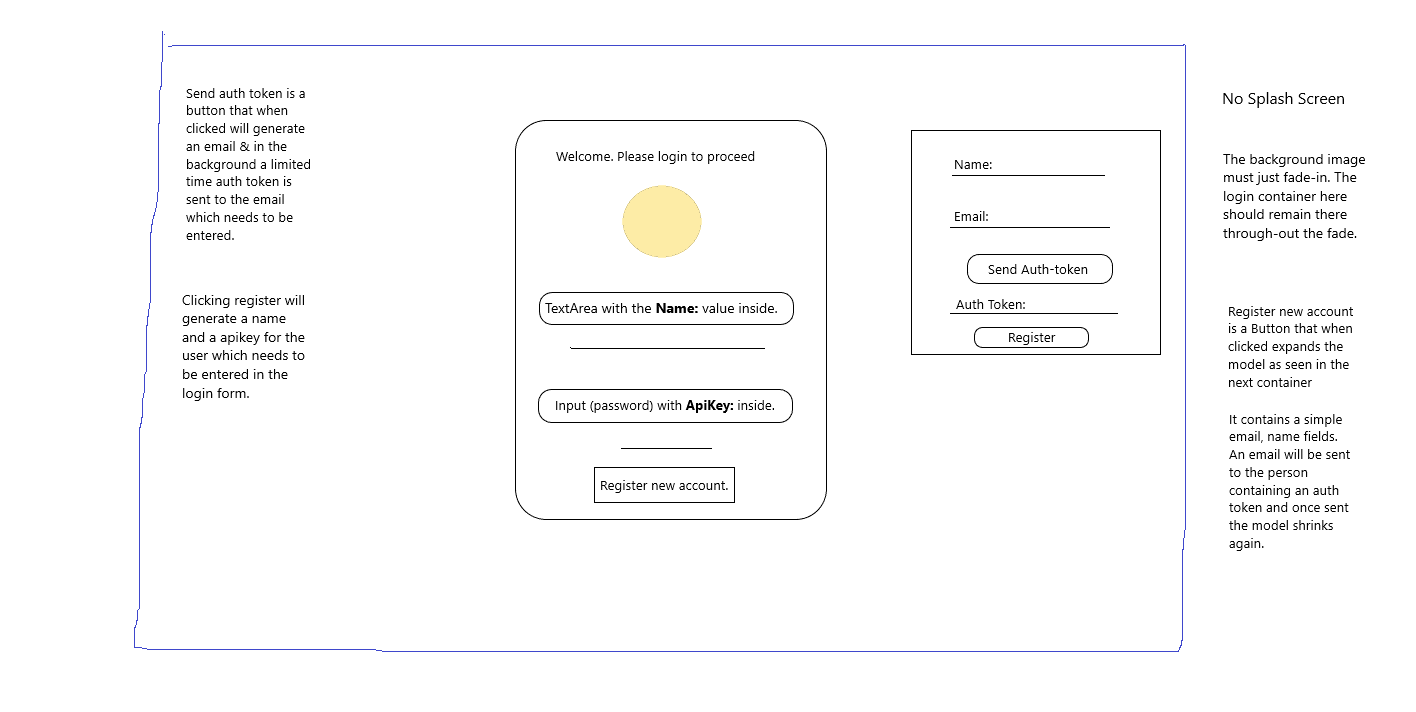 Send auth token is a
button that when
clicked will generate
an email & in the
background a limited
time auth token is
sent to the email
which needs to be
entered.
Clicking register will
generate a name
and a apikey for the
user which needs to
be entered in the
login form.
Welcome. Please login to proceed
TextArea with the Name: value inside.
Input (password) with ApiKey: inside.
Register new account.
Name:
Email:
Send Auth-token
Auth Token:
Register
No Splash Screen
The background image
must just fade-in. The
login container here
should remain there
through-out the fade.
Register new account
is a Button that when
clicked expands the
model as seen in the
next container
It contains a simple
email, name fields.
An email will be sent
to the person
containing an auth
token and once sent
the model shrinks
again.